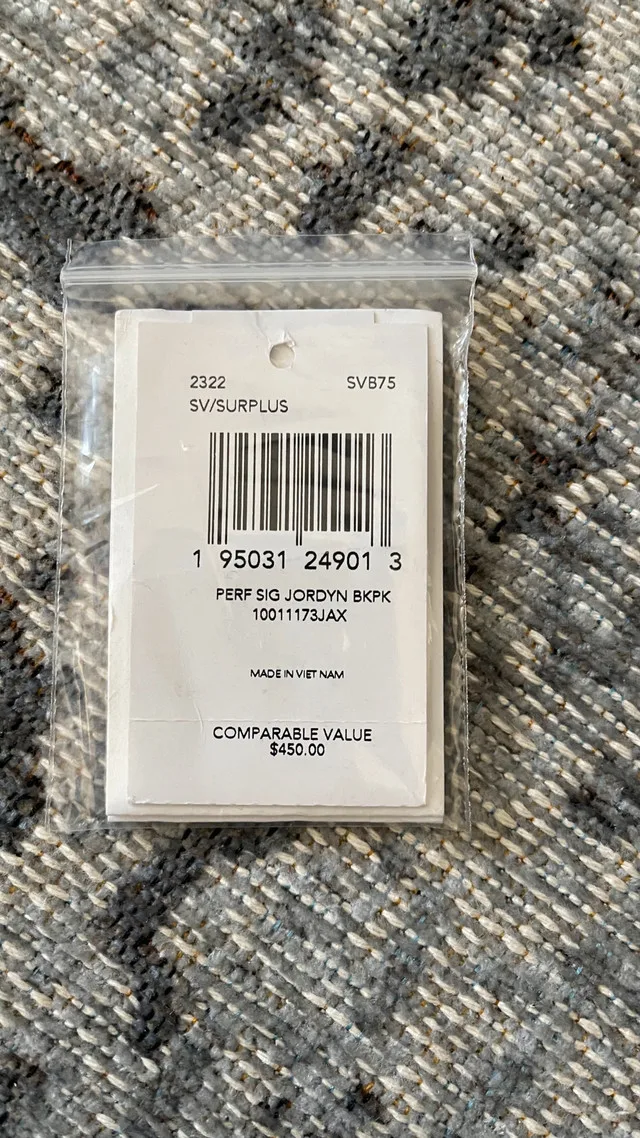 2322 SVB75
SV/SURPLUS
1 95031 24901 3
PERF SIG JORDYN BKPK
10011173JAX
MADE IN VIET NAM
COMPARABLE VALUE
$450.00